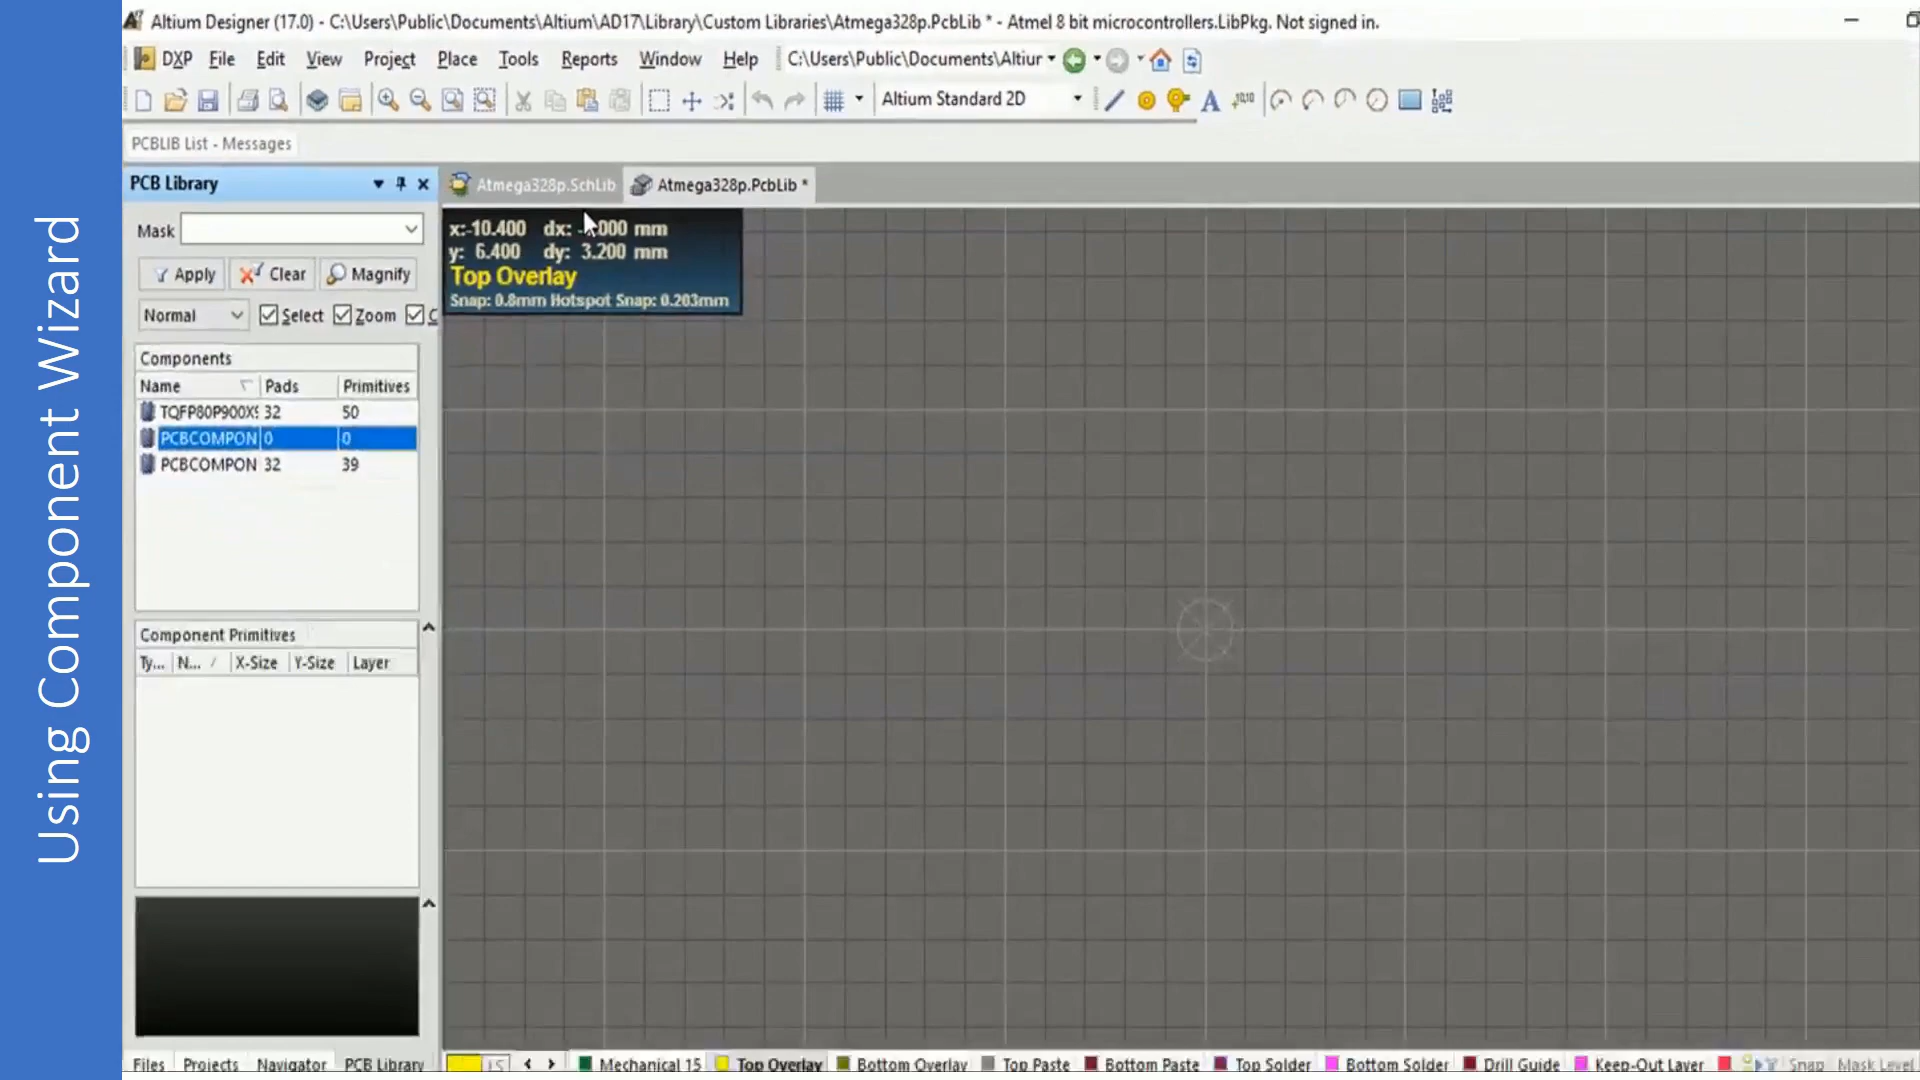 Using Component Wizard
Altium Designer (17.0) - C:\Users\Public\Documents\Altium\AD17\Library\Custom Libraries\Atmega328p.PcbLib * - Atmel 8 bit microcontrollers.LibPkg. Not signed in.
DXP File Edit View Project Place Tools Reports Window Help C:\Users\Public\Documents\Altiur
Altium Standard 2D
PCBLIB List - Messages
PCB Library
Atmega328p.SchLib Atmega328p.PcbLib *
Mask
x:-10.400 dx: .000 mm
y: 6.400 dy: 3.200 mm
Top Overlay
Snap: 0.8mm Hotspot Snap: 0.203mm
Apply Clear Magnify
Normal Select Zoom C
Components
Name Pads Primitives
TQFP80P900X9 32 50
PCBCOMPON 0 0
PCBCOMPON 32 39
Component Primitives
Ty... N... / X-Size Y-Size Layer
Files Projects Navigator PCB Library
LS Mechanical 15 Top Overlay Bottom Overlay Top Paste Bottom Paste Top Solder Bottom Solder Drill Guide Keep-Out Layer Snap Mask Level